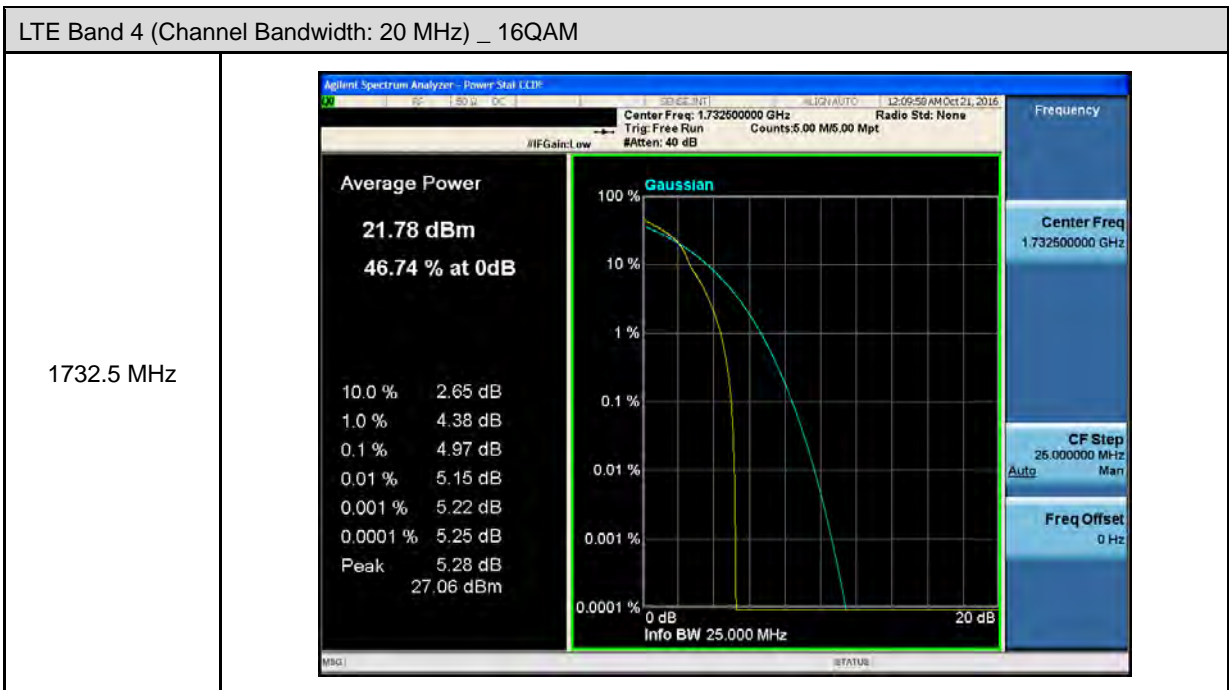 LTE Band 4 (Channel Bandwidth: 20 MHz) _ 16QAM
1732.5 MHz
Agilent Spectrum Analyzer - Power Stat CCDF
RF 50 Ω DC SENSE:INT ALIGN AUTO 12:09:58 AM Oct 21, 2016
Center Freq: 1.732500000 GHz Radio Std: None
Trig: Free Run Counts:5.00 M/5.00 Mpt
#IFGain:Low #Atten: 40 dB
Average Power
21.78 dBm
46.74 % at 0dB
10.0 % 2.65 dB
1.0 % 4.38 dB
0.1 % 4.97 dB
0.01 % 5.15 dB
0.001 % 5.22 dB
0.0001 % 5.25 dB
Peak 5.28 dB
27.06 dBm
Gaussian
100 %
10 %
1 %
0.1 %
0.01 %
0.001 %
0.0001 %
0 dB 20 dB
Info BW 25.000 MHz
Frequency
Center Freq
1.732500000 GHz
CF Step
25.000000 MHz
Auto Man
Freq Offset
0 Hz
MSG STATUS